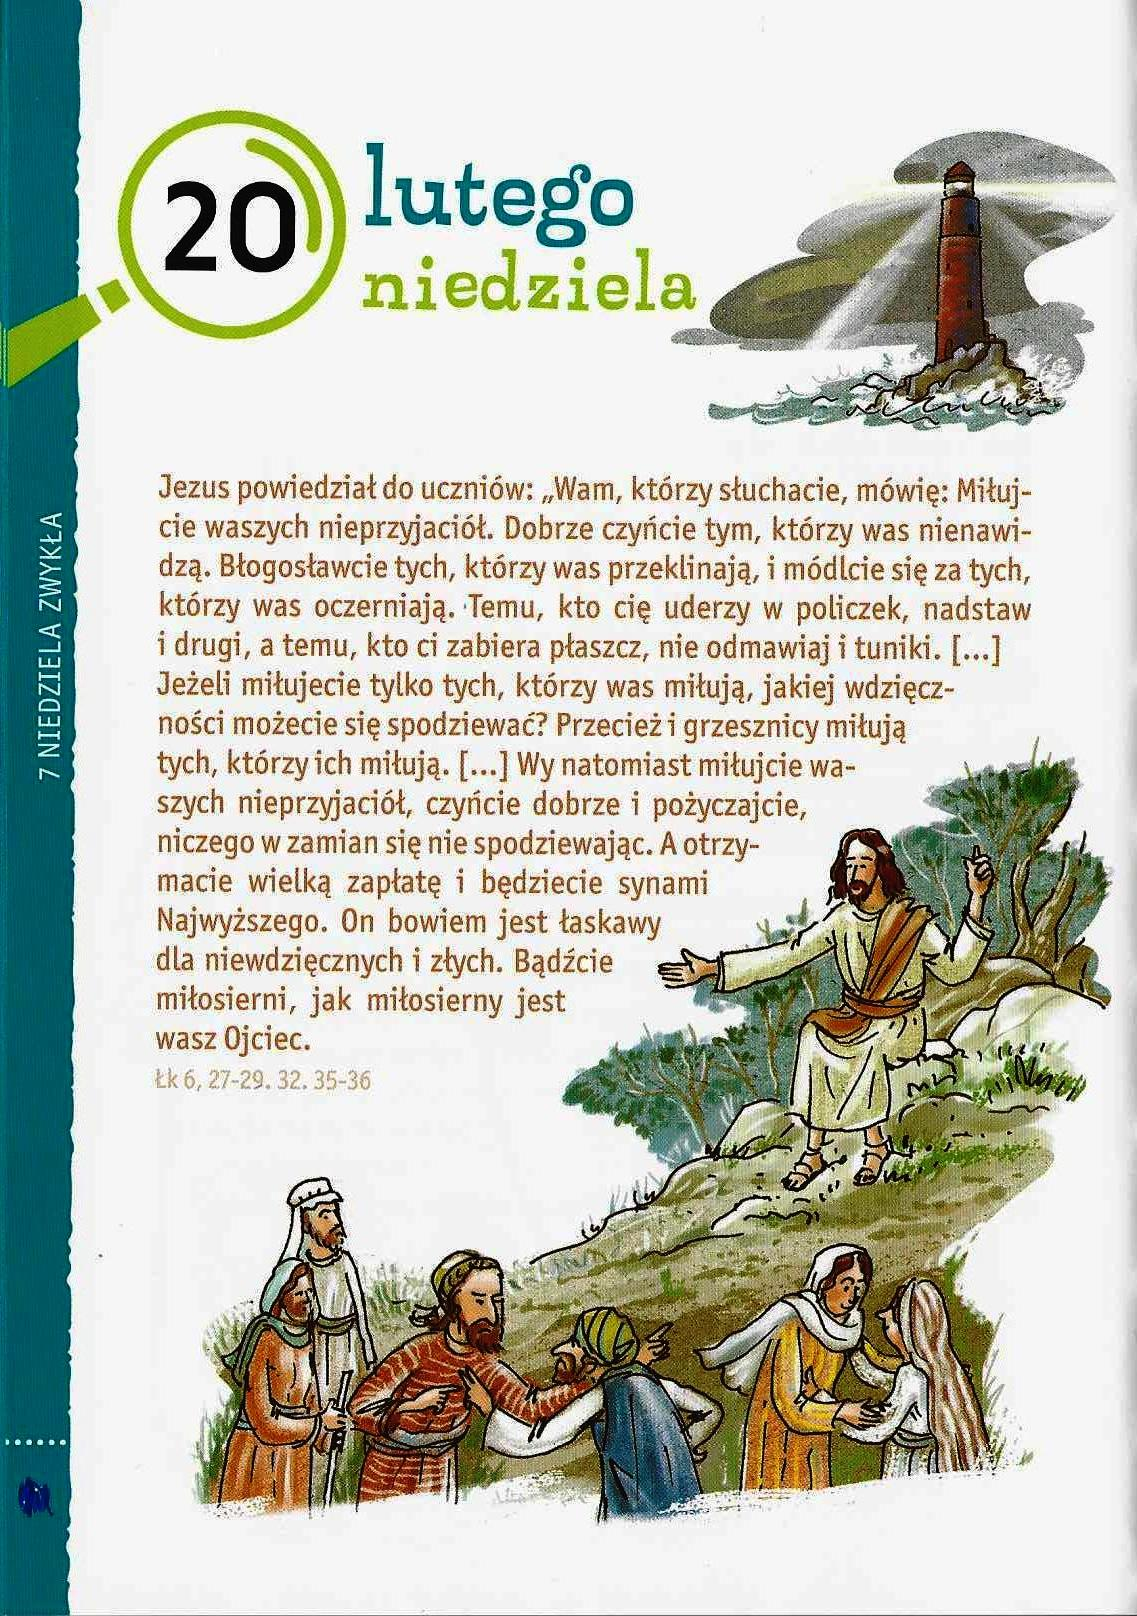 20
lutego
niedziela
7 NIEDZIELA ZWYKŁA
Jezus powiedział do uczniów: „Wam, którzy słuchacie, mówię: Miłuj-
cie waszych nieprzyjaciół. Dobrze czyńcie tym, którzy was nienawi-
dzą. Błogosławcie tych, którzy was przeklinają, i módlcie się za tych,
którzy was oczerniają. Temu, kto cię uderzy w policzek, nadstaw
i drugi, a temu, kto ci zabiera płaszcz, nie odmawiaj i tuniki. [...]
Jeżeli miłujecie tylko tych, którzy was miłują, jakiej wdzięcz-
ności możecie się spodziewać? Przecież i grzesznicy miłują
tych, którzy ich miłują. [...] Wy natomiast miłujcie wa-
szych nieprzyjaciół, czyńcie dobrze i pożyczajcie,
niczego w zamian się nie spodziewając. A otrzy-
macie wielką zapłatę i będziecie synami
Najwyższego. On bowiem jest łaskawy
dla niewdzięcznych i złych. Bądźcie
miłosierni, jak miłosierny jest
wasz Ojciec.
Łk 6, 27-29. 32. 35-36